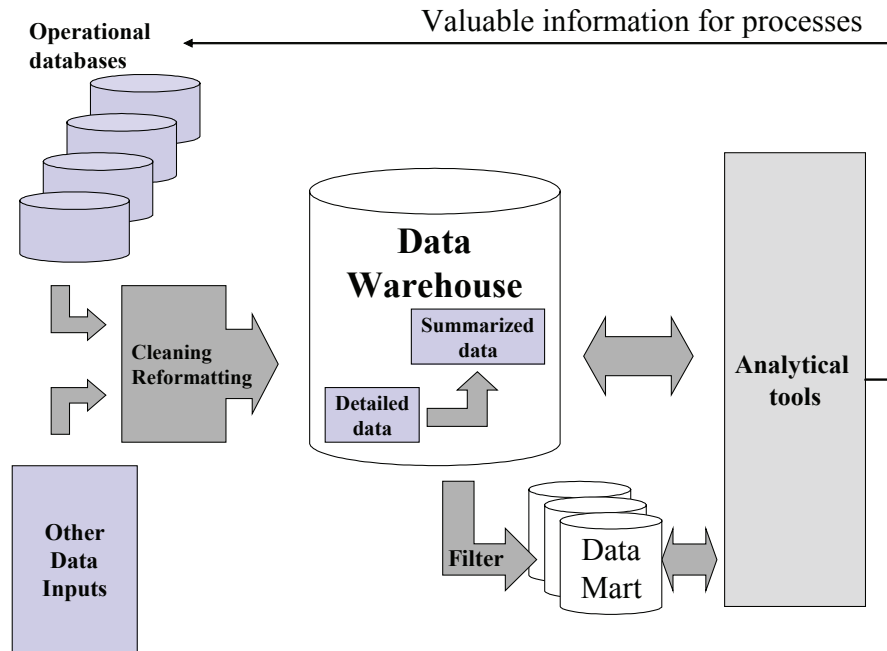 Valuable information for processes
Operational
databases
Data
Warehouse
Summarized
data
Cleaning
Reformatting
Detailed
data
Analytical
tools
Other
Data
Inputs
Filter
Data
Mart